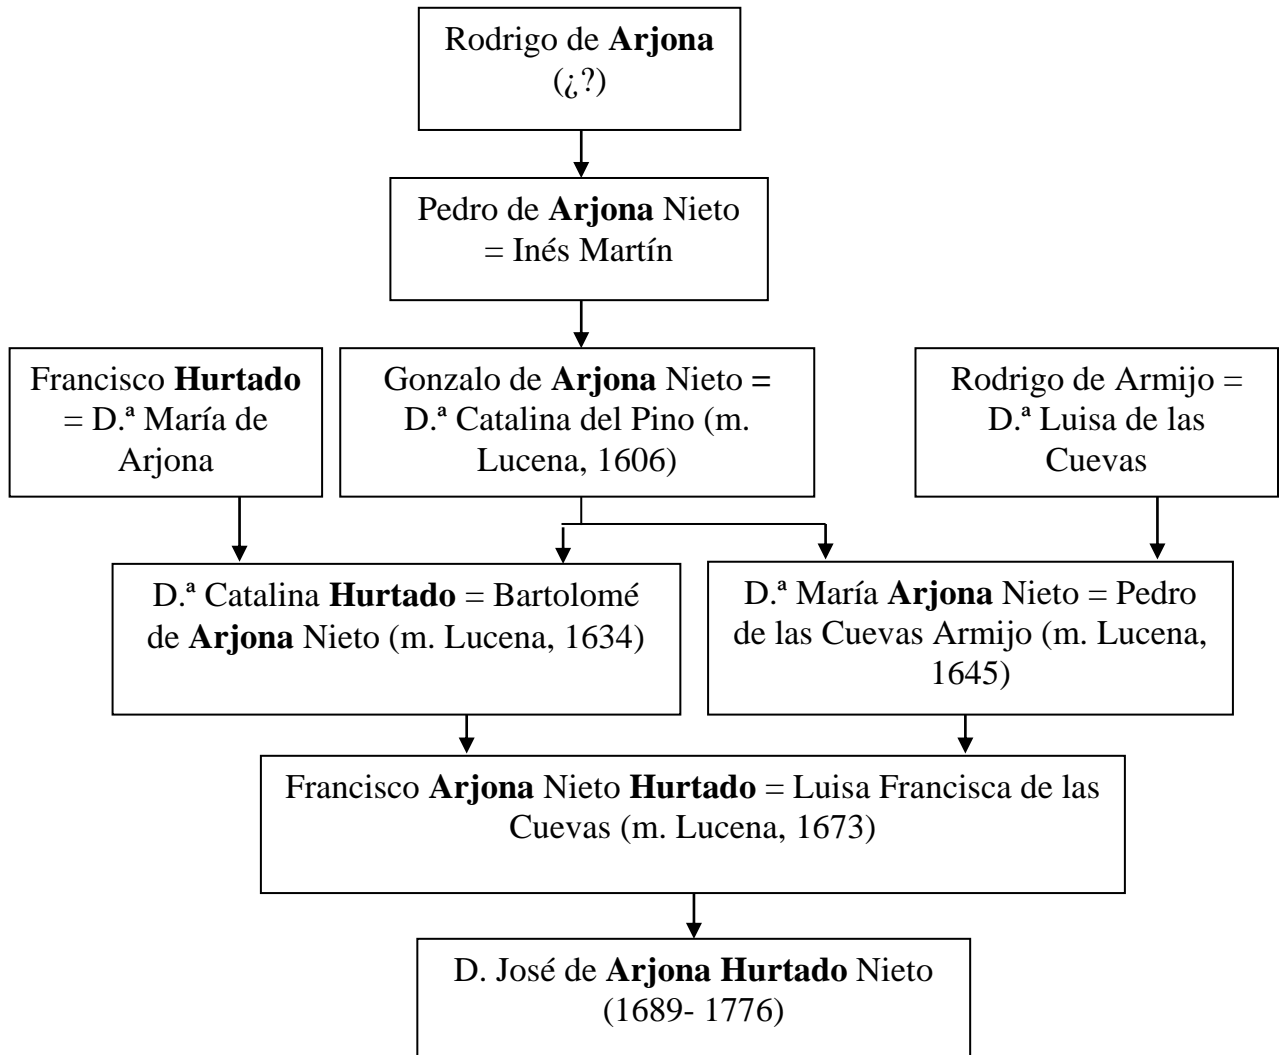 Rodrigo de Arjona
(¿?)
Pedro de Arjona Nieto
= Inés Martín
Francisco Hurtado
= D.ª María de
Arjona
Gonzalo de Arjona Nieto =
D.ª Catalina del Pino (m.
Lucena, 1606)
Rodrigo de Armijo =
D.ª Luisa de las
Cuevas
D.ª Catalina Hurtado = Bartolomé
de Arjona Nieto (m. Lucena, 1634)
D.ª María Arjona Nieto = Pedro
de las Cuevas Armijo (m. Lucena,
1645)
Francisco Arjona Nieto Hurtado = Luisa Francisca de las
Cuevas (m. Lucena, 1673)
D. José de Arjona Hurtado Nieto
(1689- 1776)